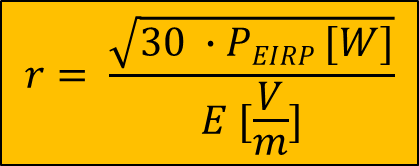 r = √(30 · P_EIRP [W]) / E [V/m]